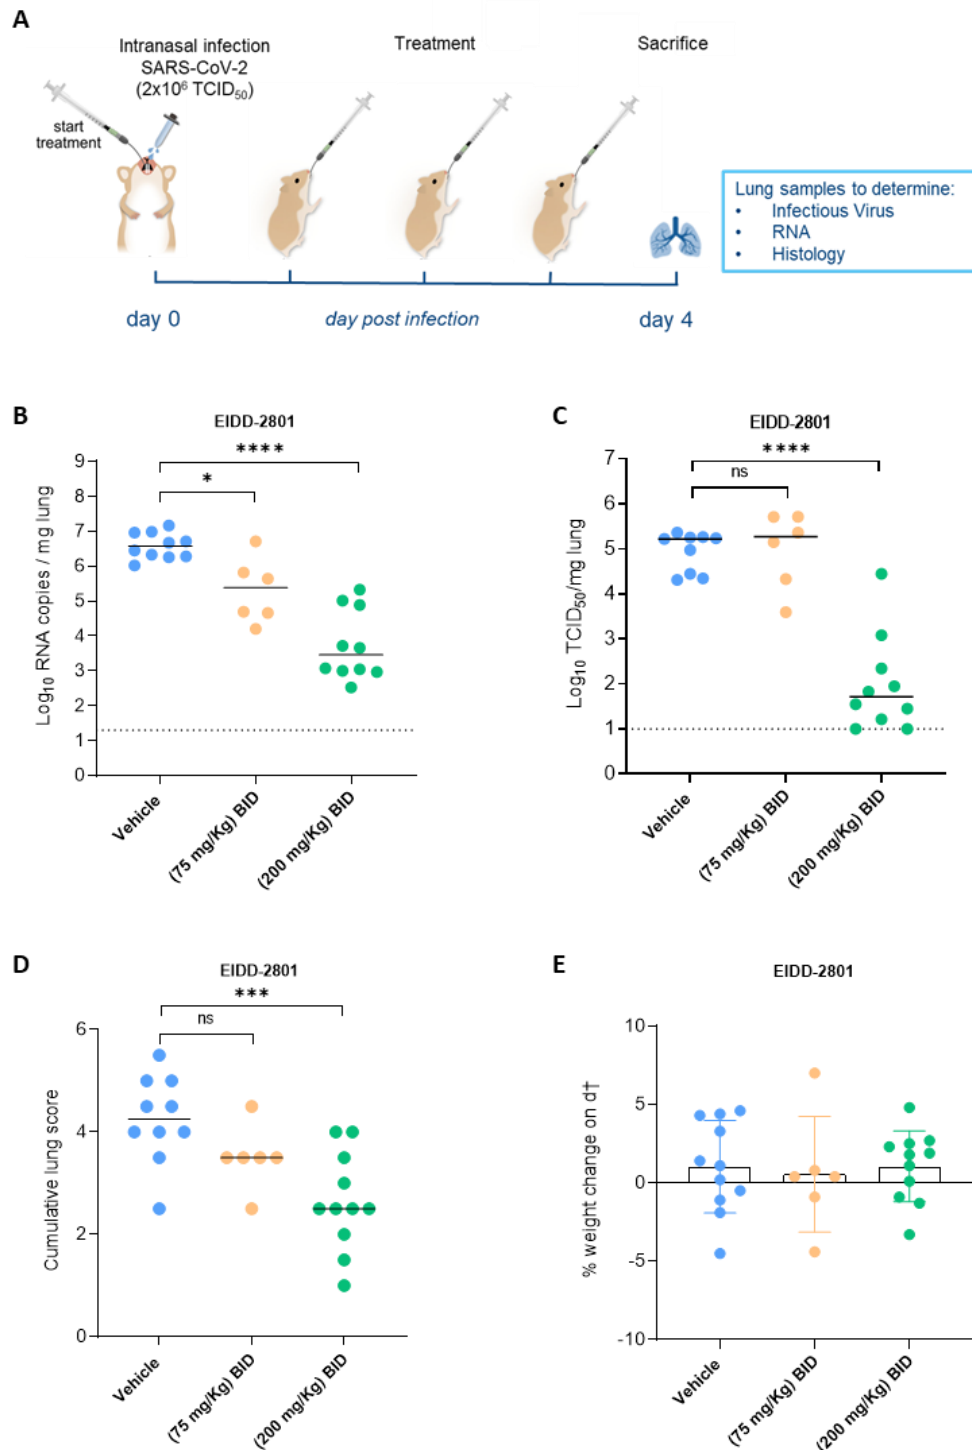 A
Intranasal infection
SARS-CoV-2
(2x10⁶ TCID₅₀)
Treatment
Sacrifice
start
treatment
Lung samples to determine:
• Infectious Virus
• RNA
• Histology
day 0
day post infection
day 4
B
EIDD-2801
****
*
Log₁₀ RNA copies / mg lung
9
8
7
6
5
4
3
2
1
0
Vehicle
(75 mg/Kg) BID
(200 mg/Kg) BID
C
EIDD-2801
****
ns
Log₁₀ TCID₅₀/mg lung
7
6
5
4
3
2
1
0
Vehicle
(75 mg/Kg) BID
(200 mg/Kg) BID
D
EIDD-2801
***
ns
Cumulative lung score
6
4
2
0
Vehicle
(75 mg/Kg) BID
(200 mg/Kg) BID
E
EIDD-2801
% weight change on d†
10
5
0
-5
-10
Vehicle
(75 mg/Kg) BID
(200 mg/Kg) BID